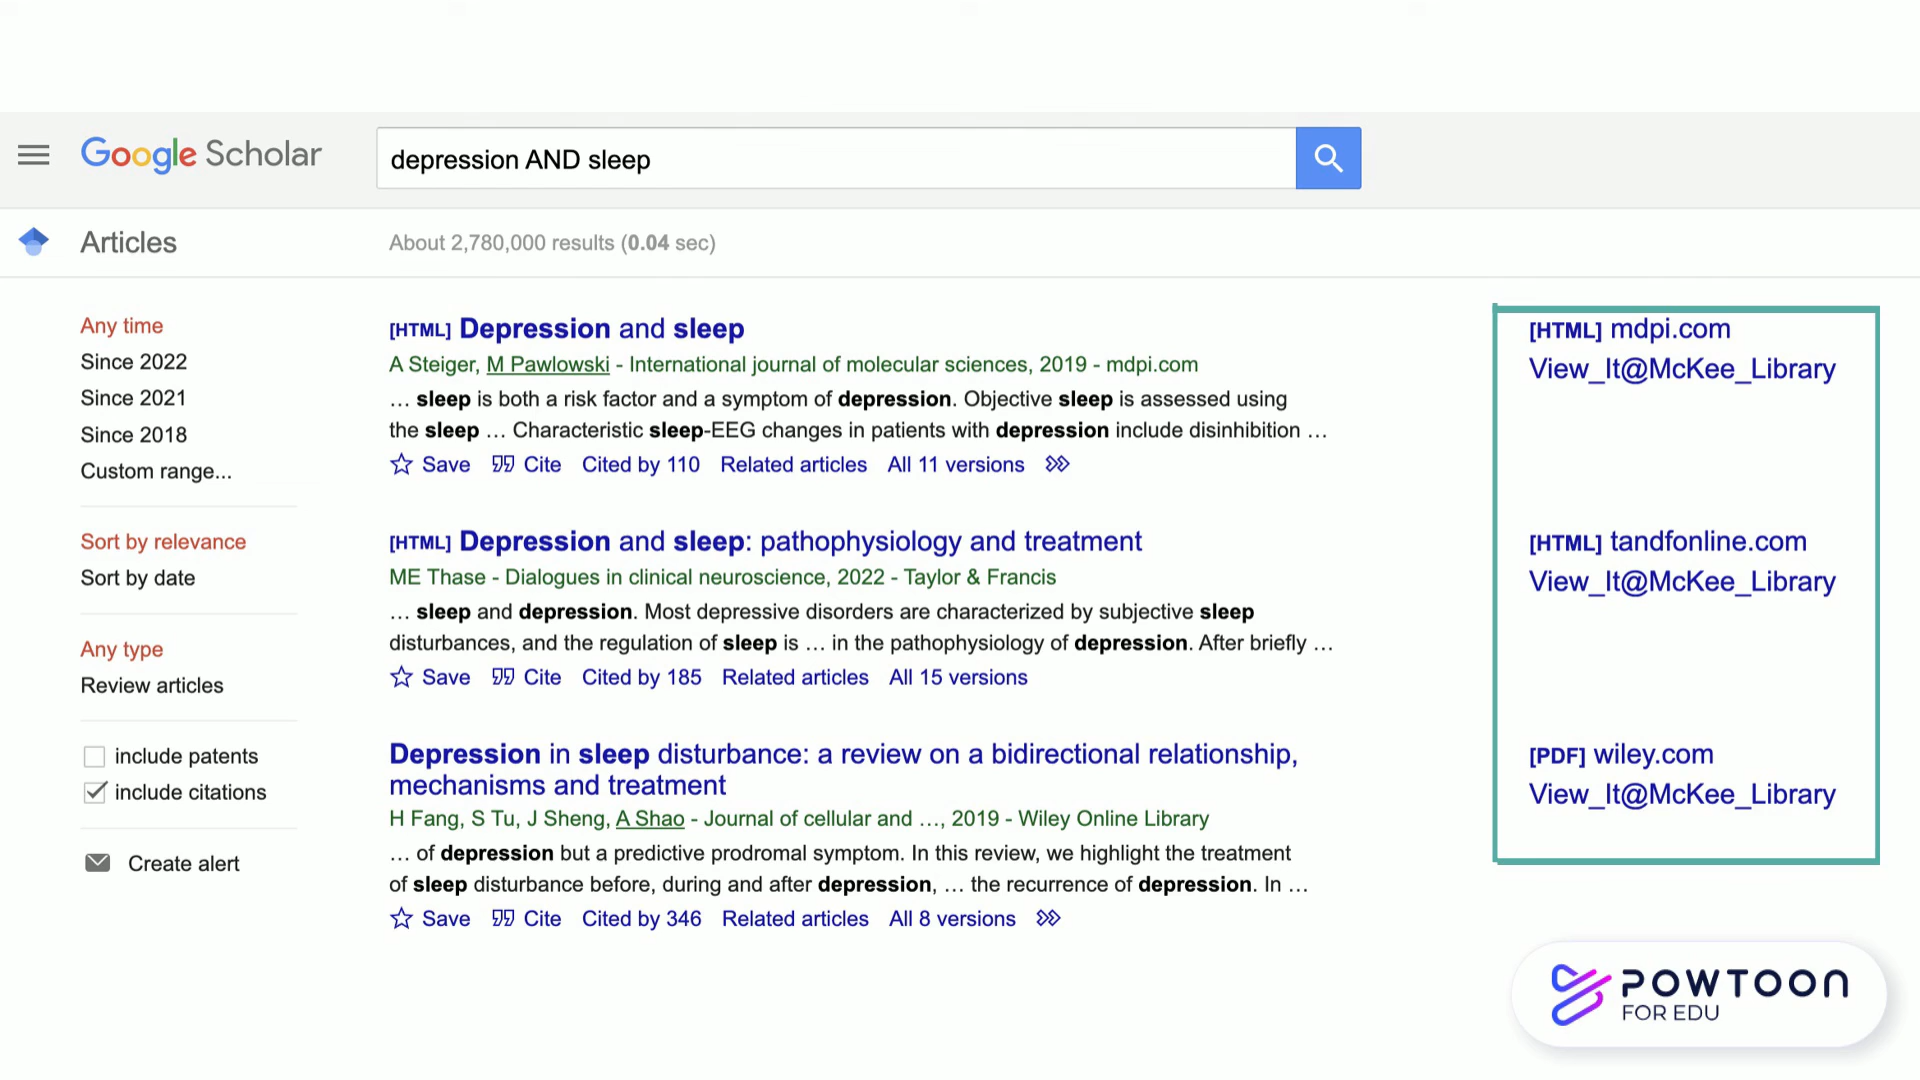 Google Scholar
depression AND sleep
Articles
About 2,780,000 results (0.04 sec)
Any time
Since 2022
Since 2021
Since 2018
Custom range...
Sort by relevance
Sort by date
Any type
Review articles
include patents
include citations
Create alert
[HTML] Depression and sleep
A Steiger, M Pawlowski - International journal of molecular sciences, 2019 - mdpi.com
… sleep is both a risk factor and a symptom of depression. Objective sleep is assessed using
the sleep … Characteristic sleep-EEG changes in patients with depression include disinhibition …
Save Cite Cited by 110 Related articles All 11 versions
[HTML] mdpi.com
View_It@McKee_Library
[HTML] Depression and sleep: pathophysiology and treatment
ME Thase - Dialogues in clinical neuroscience, 2022 - Taylor & Francis
… sleep and depression. Most depressive disorders are characterized by subjective sleep
disturbances, and the regulation of sleep is … in the pathophysiology of depression. After briefly …
Save Cite Cited by 185 Related articles All 15 versions
[HTML] tandfonline.com
View_It@McKee_Library
Depression in sleep disturbance: a review on a bidirectional relationship,
mechanisms and treatment
H Fang, S Tu, J Sheng, A Shao - Journal of cellular and …, 2019 - Wiley Online Library
… of depression but a predictive prodromal symptom. In this review, we highlight the treatment
of sleep disturbance before, during and after depression, … the recurrence of depression. In …
Save Cite Cited by 346 Related articles All 8 versions
[PDF] wiley.com
View_It@McKee_Library
POWTOON
FOR EDU